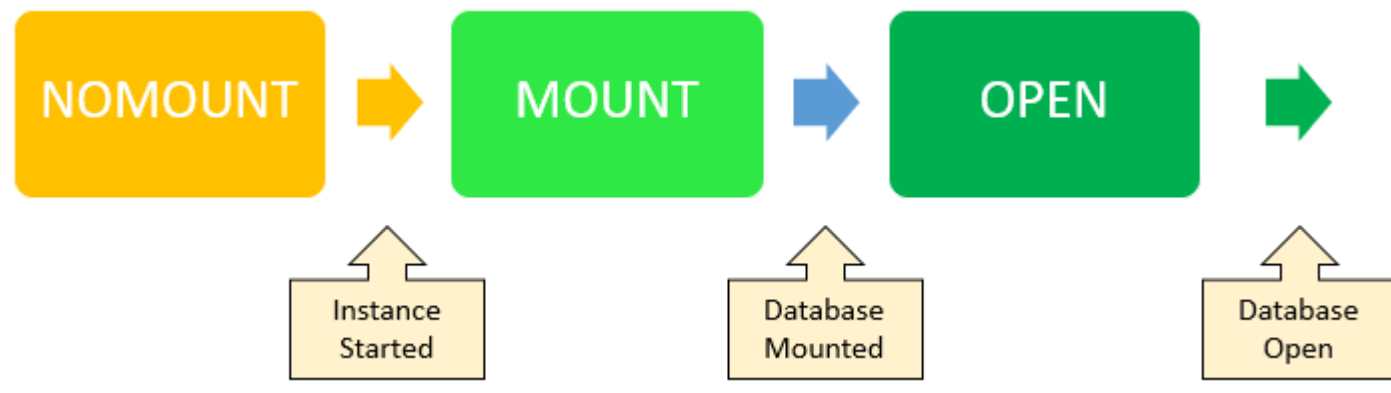 NOMOUNT
MOUNT
OPEN
Instance
Started
Database
Mounted
Database
Open